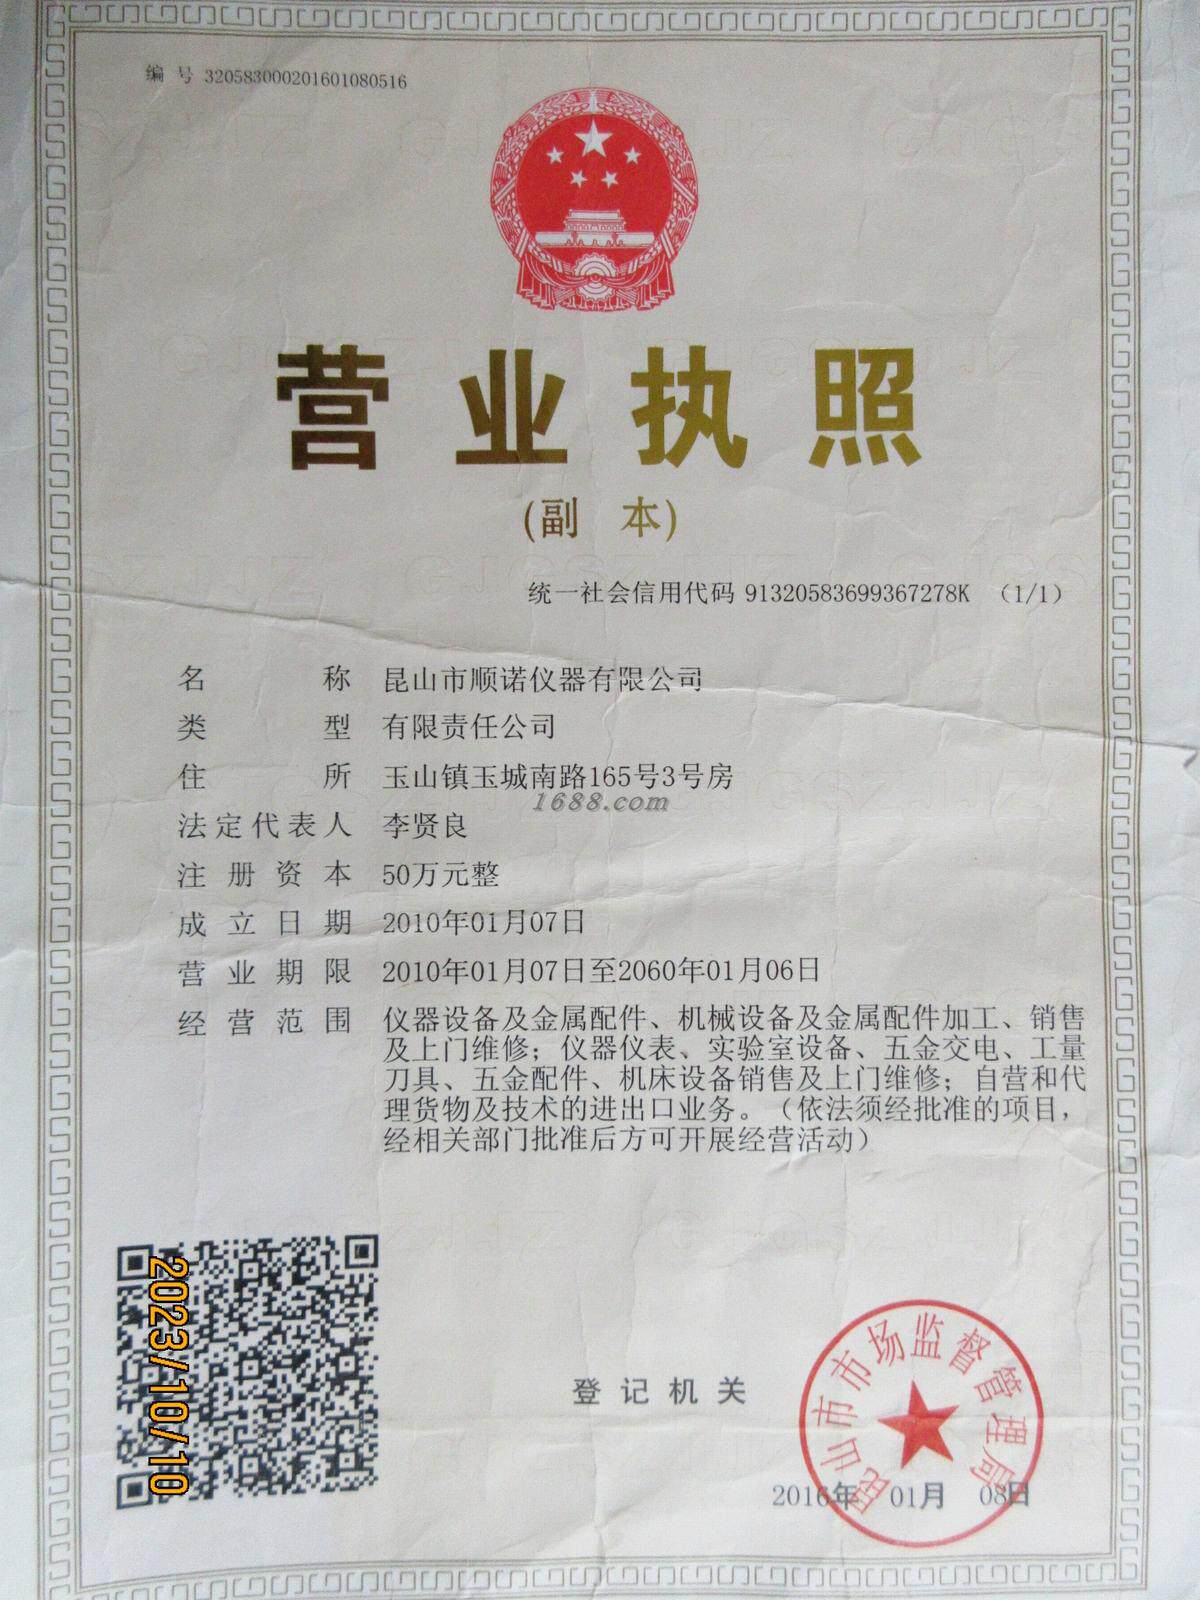 编 号 320583000201601080516
营业执照
(副 本)
统一社会信用代码 91320583699367278K （1/1）
名 称 昆山市顺诺仪器有限公司
类 型 有限责任公司
住 所 玉山镇玉城南路165号3号房
1688.com
法定代表人 李贤良
注册资本 50万元整
成立日期 2010年01月07日
营业期限 2010年01月07日至2060年01月06日
经营范围 仪器设备及金属配件、机械设备及金属配件加工、销售
及上门维修；仪器仪表、实验室设备、五金交电、工量
刀具、五金配件、机床设备销售及上门维修；自营和代
理货物及技术的进出口业务。（依法须经批准的项目，
经相关部门批准后方可开展经营活动）
2023/10/10
登记机关
昆山市市场监督管理局
2016年 01月 08日